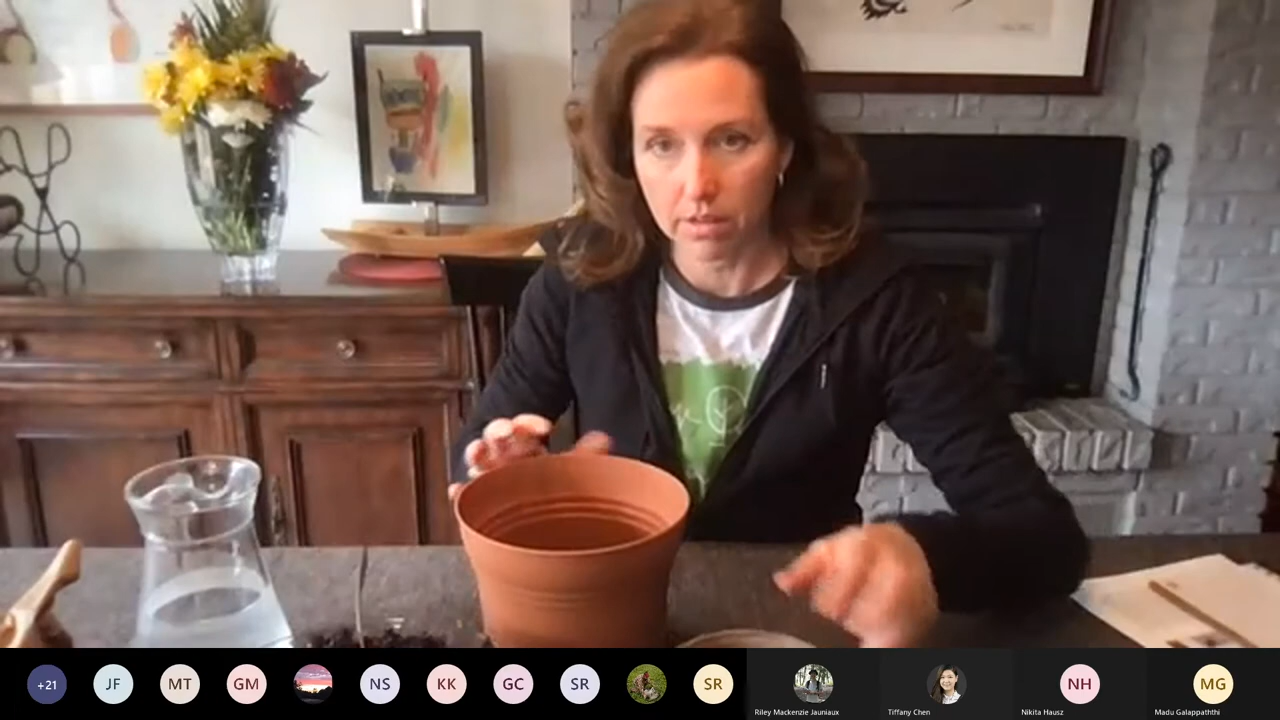 +21
JF
MT
GM
NS
KK
GC
SR
SR
NH
MG
Riley Mackenzie Jauniaux
Tiffany Chen
Nikita Hausz
Madu Galappaththi